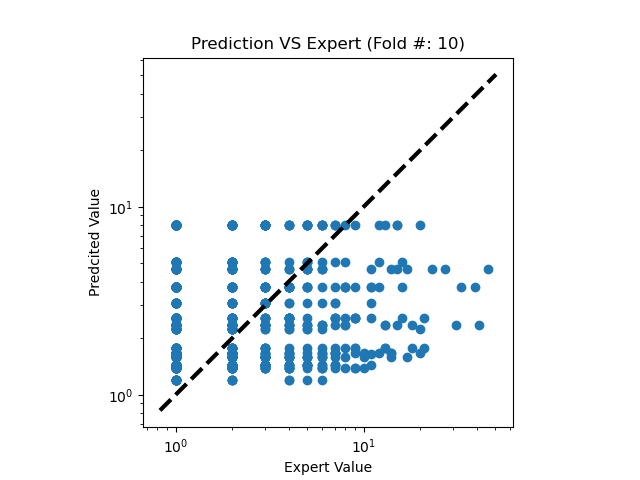 Prediction VS Expert (Fold #: 10)
Predcited Value
10¹
10⁰
10⁰ 10¹
Expert Value